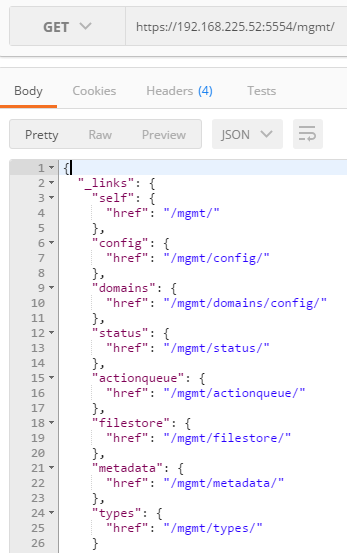 GET https://192.168.225.52:5554/mgmt/
Body Cookies Headers (4) Tests
Pretty Raw Preview JSON
1 {
2 "_links": {
3 "self": {
4 "href": "/mgmt/"
5 },
6 "config": {
7 "href": "/mgmt/config/"
8 },
9 "domains": {
10 "href": "/mgmt/domains/config/"
11 },
12 "status": {
13 "href": "/mgmt/status/"
14 },
15 "actionqueue": {
16 "href": "/mgmt/actionqueue/"
17 },
18 "filestore": {
19 "href": "/mgmt/filestore/"
20 },
21 "metadata": {
22 "href": "/mgmt/metadata/"
23 },
24 "types": {
25 "href": "/mgmt/types/"
26 }